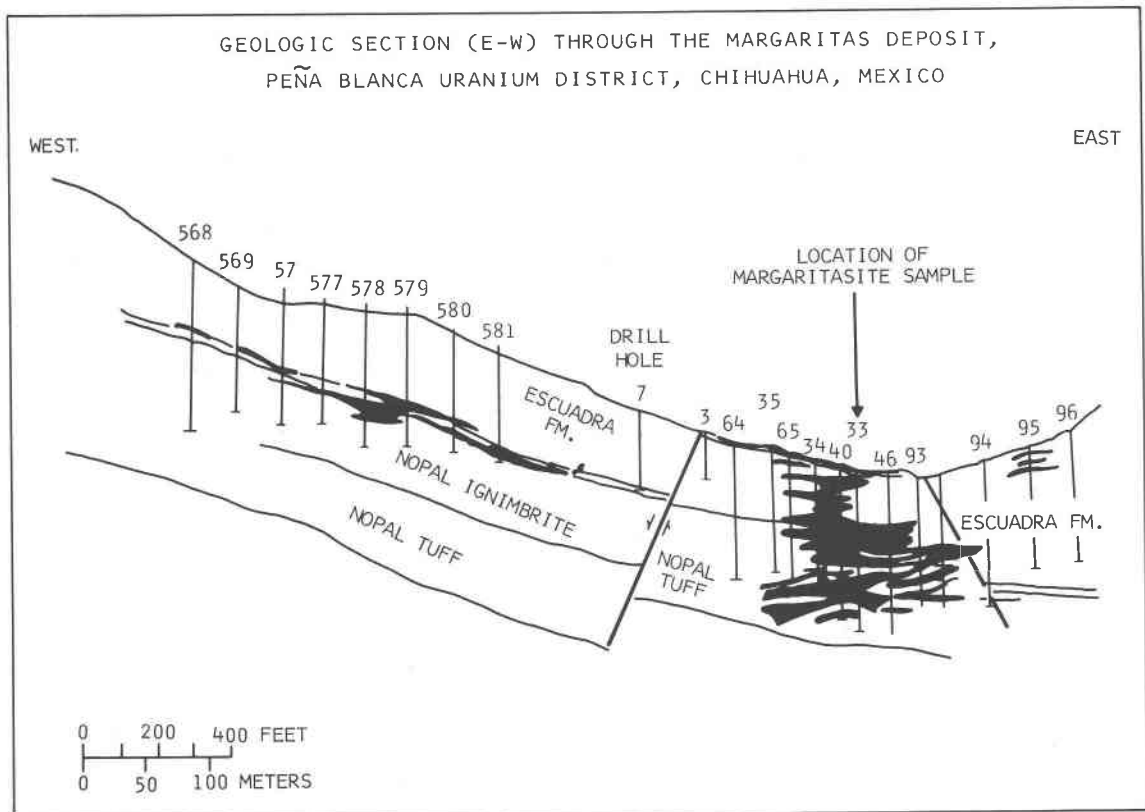 GEOLOGIC SECTION (E-W) THROUGH THE MARGARITAS DEPOSIT,
PEÑA BLANCA URANIUM DISTRICT, CHIHUAHUA, MEXICO
WEST.
EAST
568
569
57
577
578
579
580
581
DRILL
HOLE
7
3
64
35
65
34
40
33
46
93
94
95
96
LOCATION OF
MARGARITASITE SAMPLE
ESCUADRA
FM.
NOPAL IGNIMBRITE
NOPAL TUFF
NOPAL
TUFF
ESCUADRA FM.
0 200 400 FEET
0 50 100 METERS